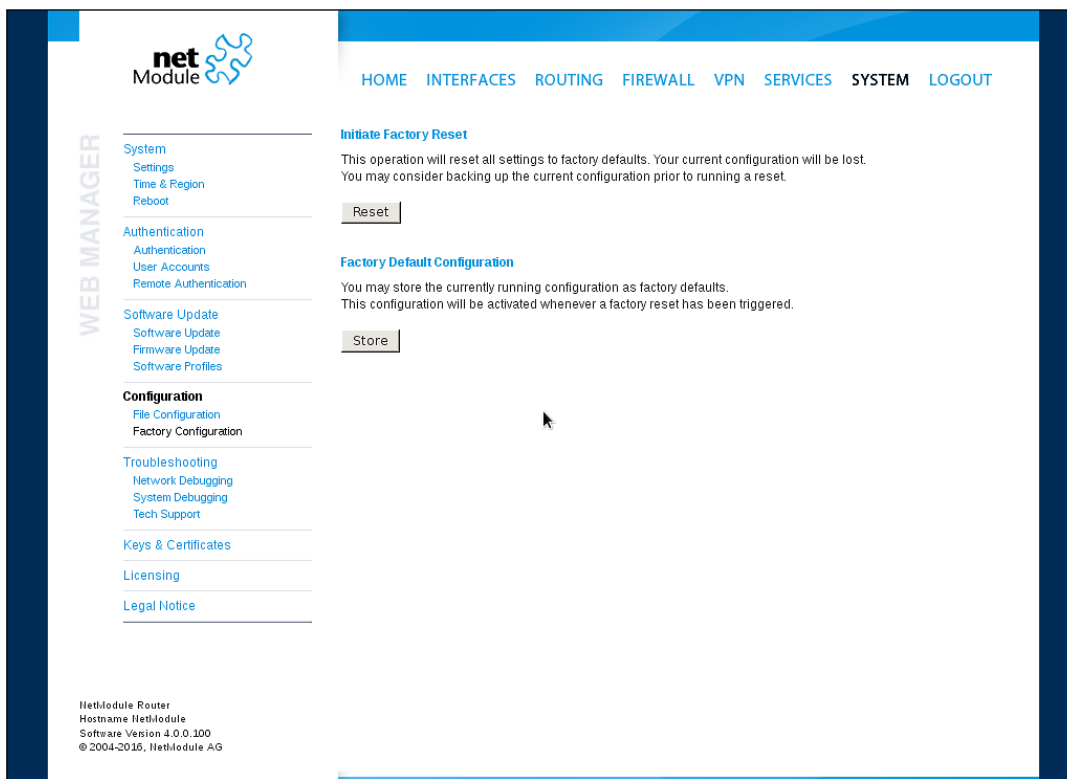 net
Module
HOME INTERFACES ROUTING FIREWALL VPN SERVICES SYSTEM LOGOUT
WEB MANAGER
System
Settings
Time & Region
Reboot
Authentication
Authentication
User Accounts
Remote Authentication
Software Update
Software Update
Firmware Update
Software Profiles
Configuration
File Configuration
Factory Configuration
Troubleshooting
Network Debugging
System Debugging
Tech Support
Keys & Certificates
Licensing
Legal Notice
Initiate Factory Reset
This operation will reset all settings to factory defaults. Your current configuration will be lost.
You may consider backing up the current configuration prior to running a reset.
Reset
Factory Default Configuration
You may store the currently running configuration as factory defaults.
This configuration will be activated whenever a factory reset has been triggered.
Store
NetModule Router
Hostname NetModule
Software Version 4.0.0.100
© 2004-2016, NetModule AG